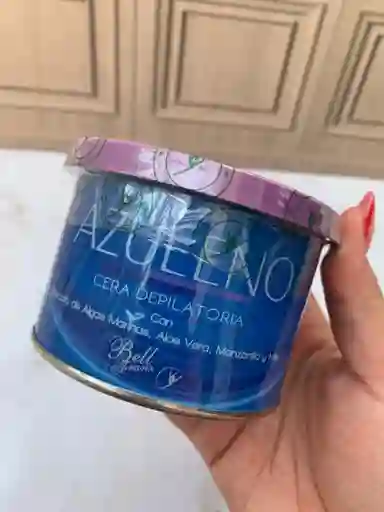 AZULENO
CERA DEPILATORIA
Con
de Algas Marinas, Aloe Vera, Manzanilla y
Bell